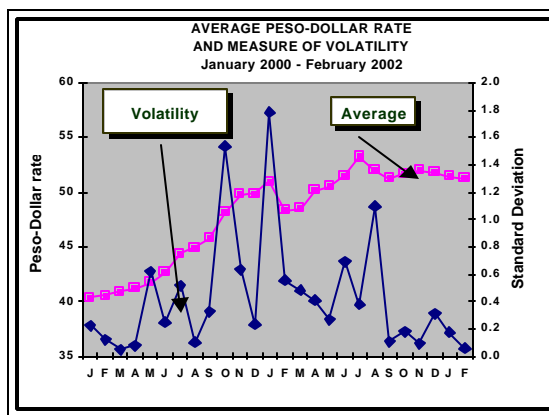 AVERAGE PESO-DOLLAR RATE
AND MEASURE OF VOLATILITY
January 2000 - February 2002
60
55
50
45
40
35
Peso-Dollar rate
Volatility
Average
2.0
1.8
1.6
1.4
1.2
1.0
0.8
0.6
0.4
0.2
0.0
Standard Deviation
J F M A M J J A S O N D J F M A M J J A S O N D J F